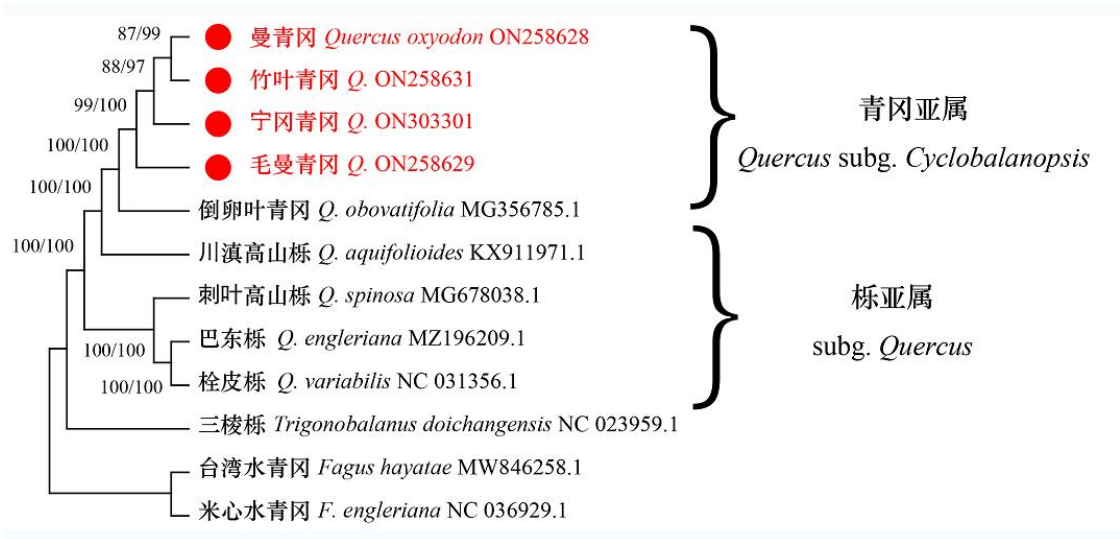 87/99
曼青冈 Quercus oxyodon ON258628
88/97
竹叶青冈 Q. ON258631
99/100
宁冈青冈 Q. ON303301
100/100
毛曼青冈 Q. ON258629
青冈亚属
Quercus subg. Cyclobalanopsis
100/100
倒卵叶青冈 Q. obovatifolia MG356785.1
100/100
川滇高山栎 Q. aquifolioides KX911971.1
刺叶高山栎 Q. spinosa MG678038.1
巴东栎 Q. engleriana MZ196209.1
100/100
栓皮栎 Q. variabilis NC 031356.1
100/100
栎亚属
subg. Quercus
三棱栎 Trigonobalanus doichangensis NC 023959.1
台湾水青冈 Fagus hayatae MW846258.1
米心水青冈 F. engleriana NC 036929.1